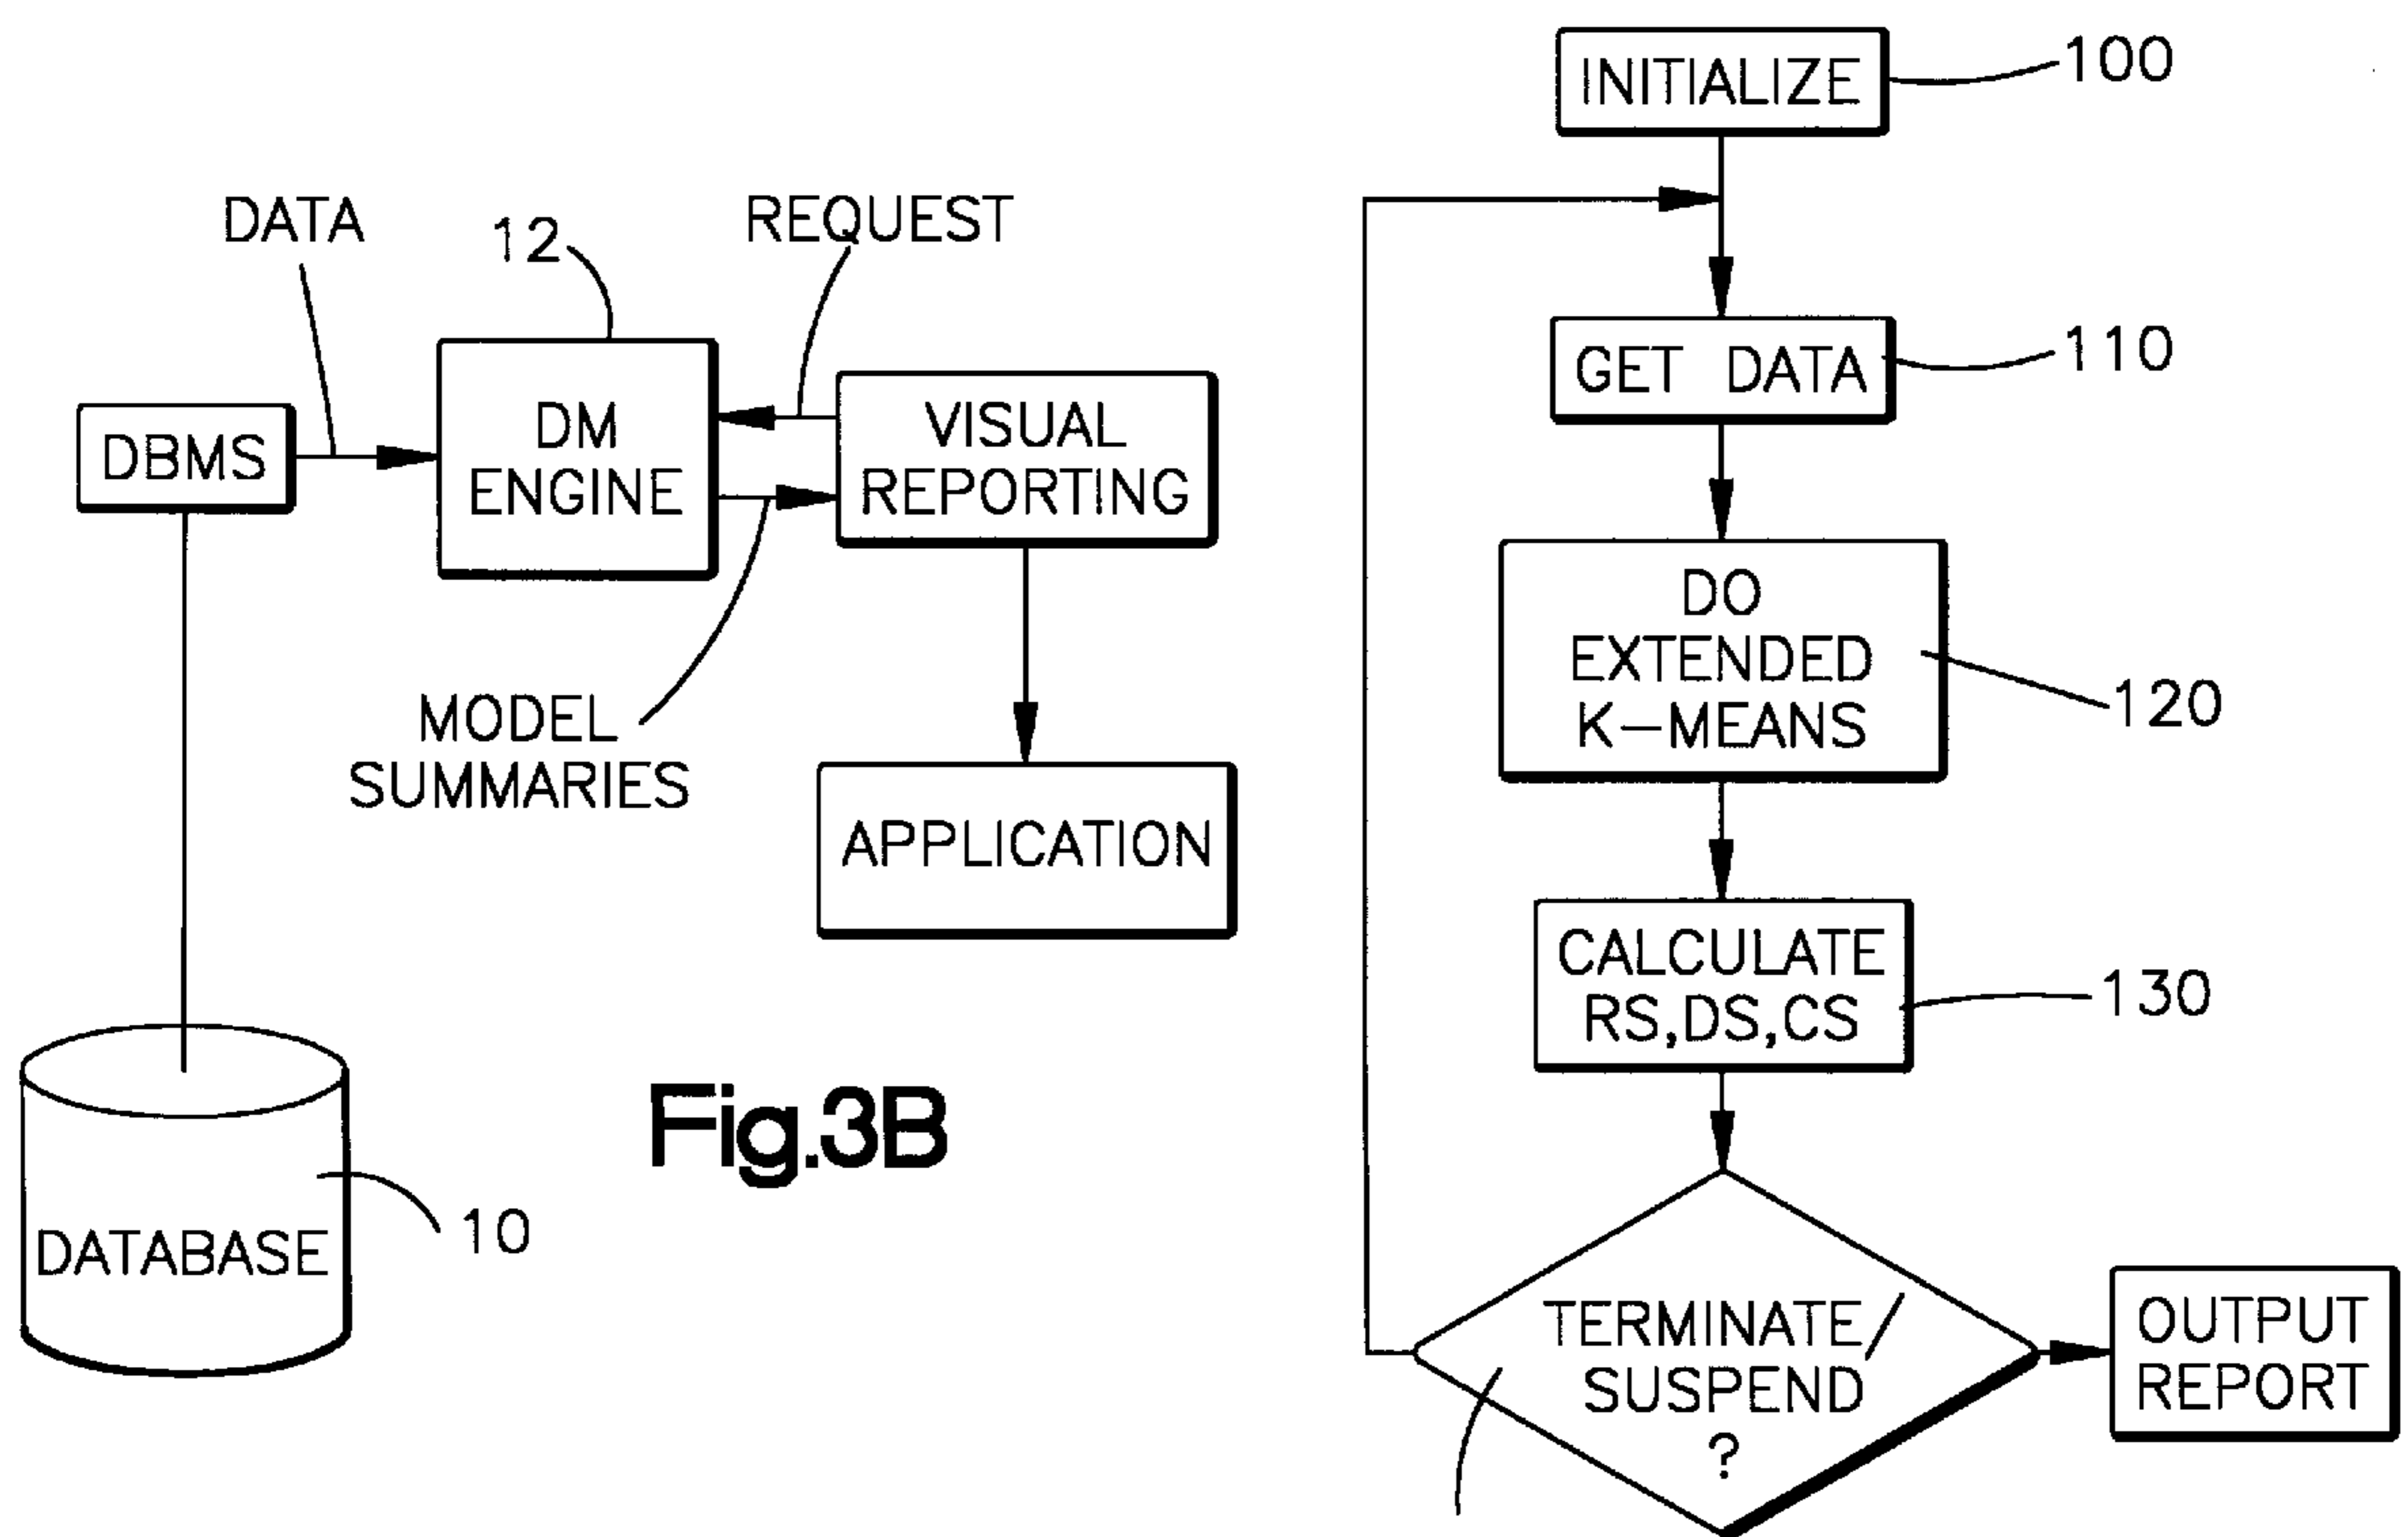 DATA
12
REQUEST
DBMS
DM
ENGINE
VISUAL
REPORTING
MODEL
SUMMARIES
APPLICATION
DATABASE
10
Fig.3B
INITIALIZE
100
GET DATA
110
DO
EXTENDED
K-MEANS
120
CALCULATE
RS,DS,CS
130
TERMINATE/
SUSPEND
?
OUTPUT
REPORT